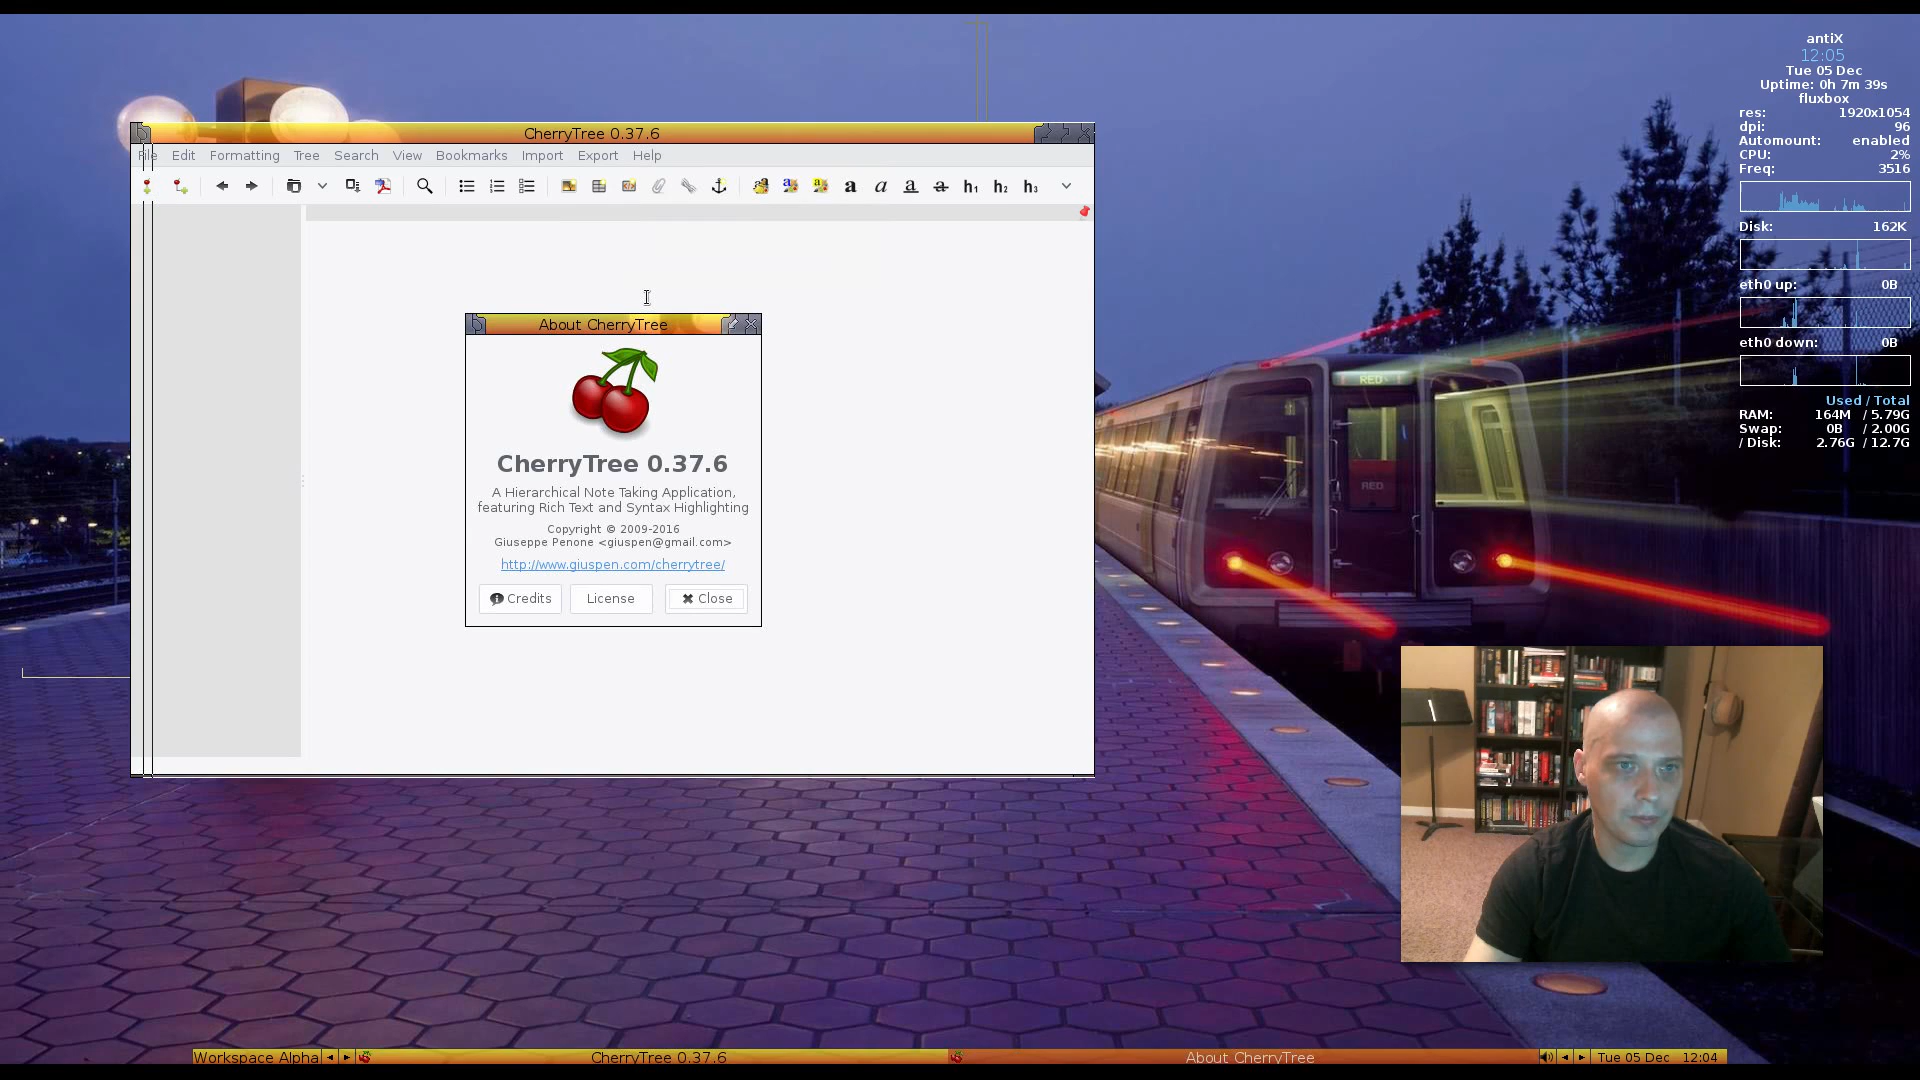 antiX
12:05
Tue 05 Dec
Uptime: 0h 7m 39s
fluxbox
res: 1920x1054
dpi: 96
Automount: enabled
CPU: 2%
Freq: 3516
Disk: 162K
eth0 up: 0B
eth0 down: 0B
Used / Total
RAM: 164M / 5.79G
Swap: 0B / 2.00G
/ Disk: 2.76G / 12.7G
CherryTree 0.37.6
File Edit Formatting Tree Search View Bookmarks Import Export Help
a a a a h1 h2 h3
About CherryTree
CherryTree 0.37.6
A Hierarchical Note Taking Application,
featuring Rich Text and Syntax Highlighting
Copyright © 2009-2016
Giuseppe Penone <giuspen@gmail.com>
http://www.giuspen.com/cherrytree/
Credits License Close
RED
RED
Workspace Alpha CherryTree 0.37.6 About CherryTree Tue 05 Dec 12:04